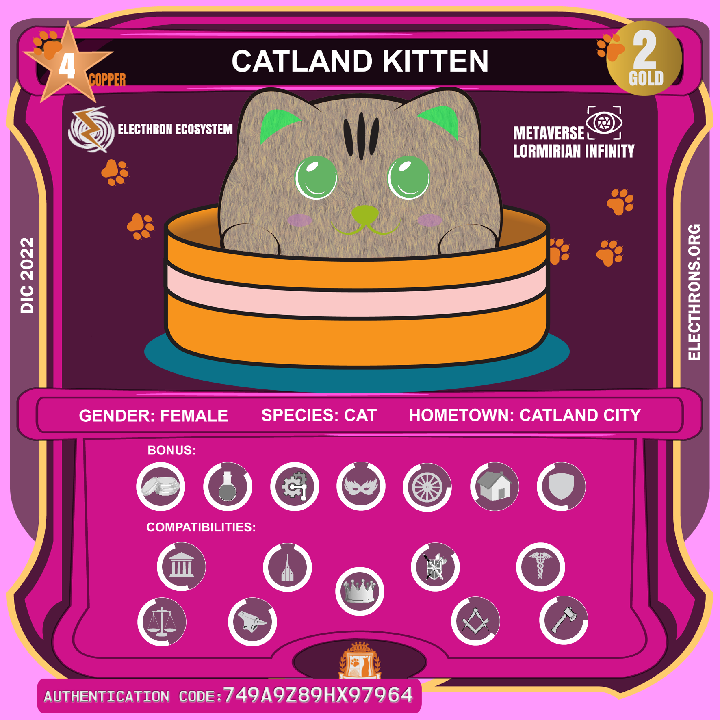 4
COPPER
CATLAND KITTEN
2
GOLD
ELECTHRON ECOSYSTEM
METAVERSE
LORMIRIAN INFINITY
DIC 2022
ELECTHRONS.ORG
GENDER: FEMALE SPECIES: CAT HOMETOWN: CATLAND CITY
BONUS:
COMPATIBILITIES:
AUTHENTICATION CODE:749A9Z89HX97964